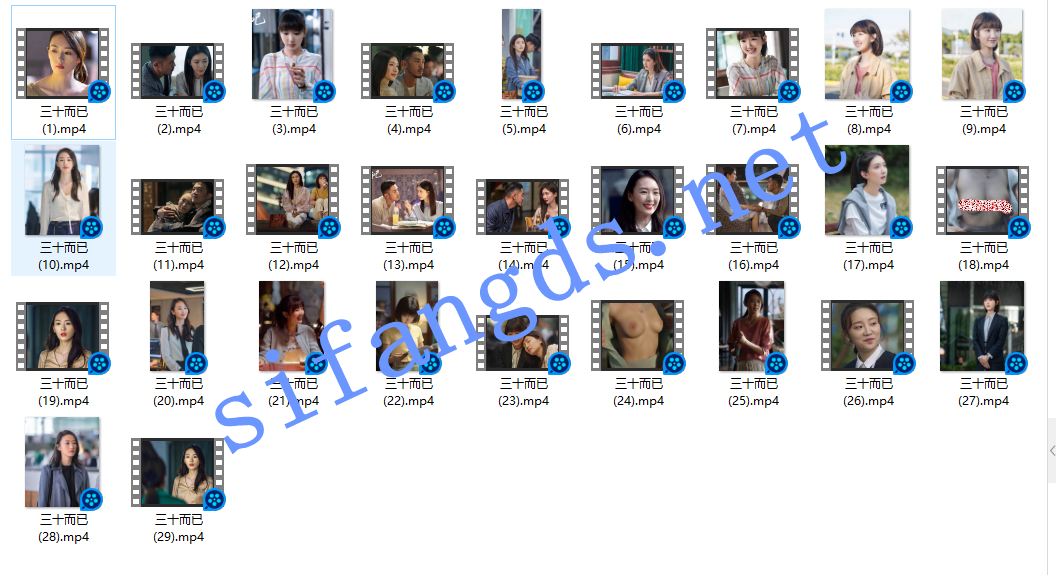 三十而已
(1).mp4
三十而已
(2).mp4
三十而已
(3).mp4
三十而已
(4).mp4
三十而已
(5).mp4
三十而已
(6).mp4
三十而已
(7).mp4
三十而已
(8).mp4
三十而已
(9).mp4
三十而已
(10).mp4
三十而已
(11).mp4
三十而已
(12).mp4
三十而已
(13).mp4
三十而已
(14).mp4
三十而已
(15).mp4
三十而已
(16).mp4
三十而已
(17).mp4
三十而已
(18).mp4
三十而已
(19).mp4
三十而已
(20).mp4
三十而已
(21).mp4
三十而已
(22).mp4
三十而已
(23).mp4
三十而已
(24).mp4
三十而已
(25).mp4
三十而已
(26).mp4
三十而已
(27).mp4
三十而已
(28).mp4
三十而已
(29).mp4
sifangds.net